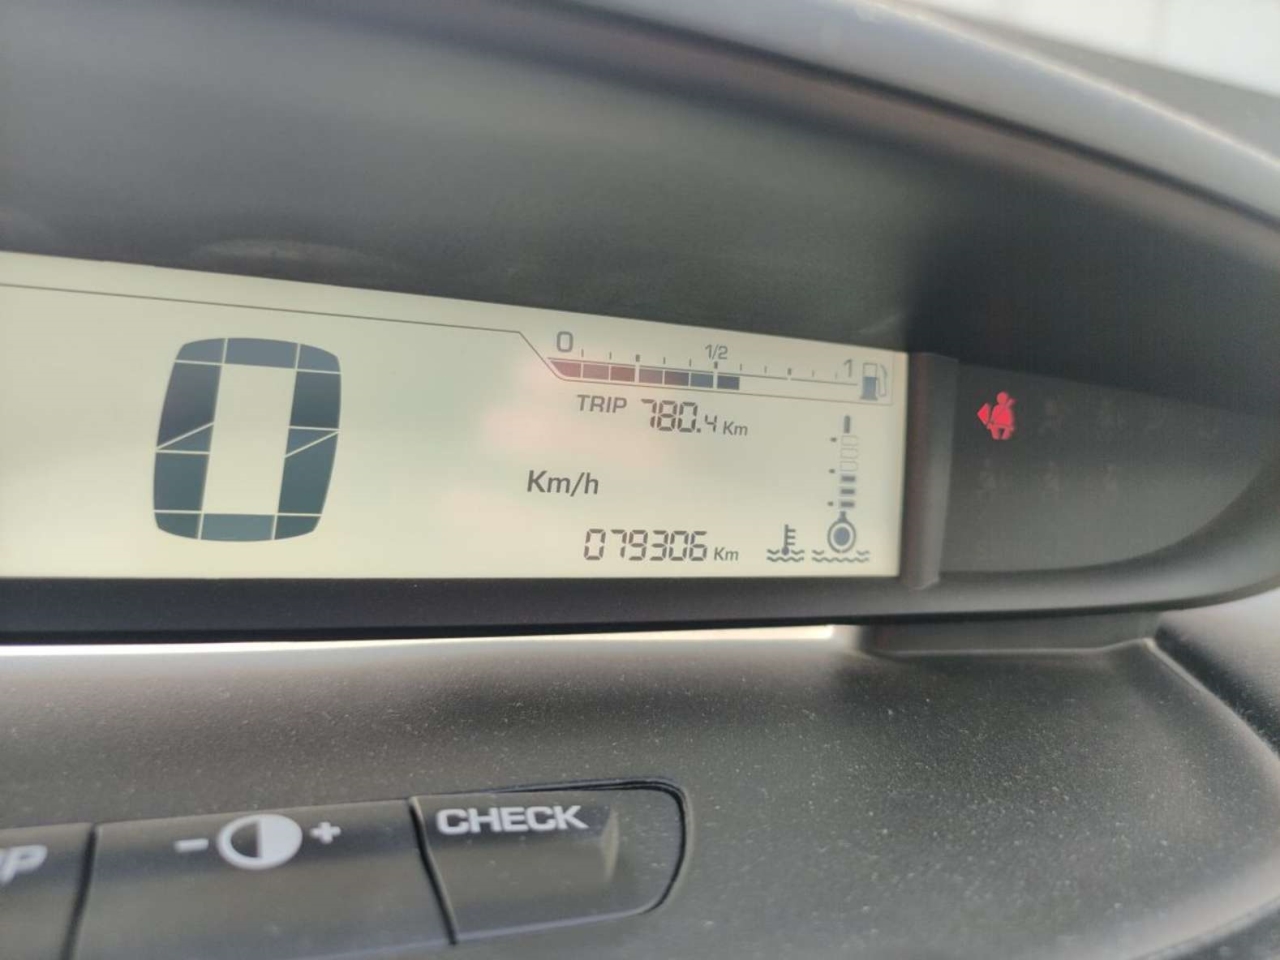 0 1/2 1
TRIP 780.4 Km
0 Km/h
079306 Km
- +
CHECK